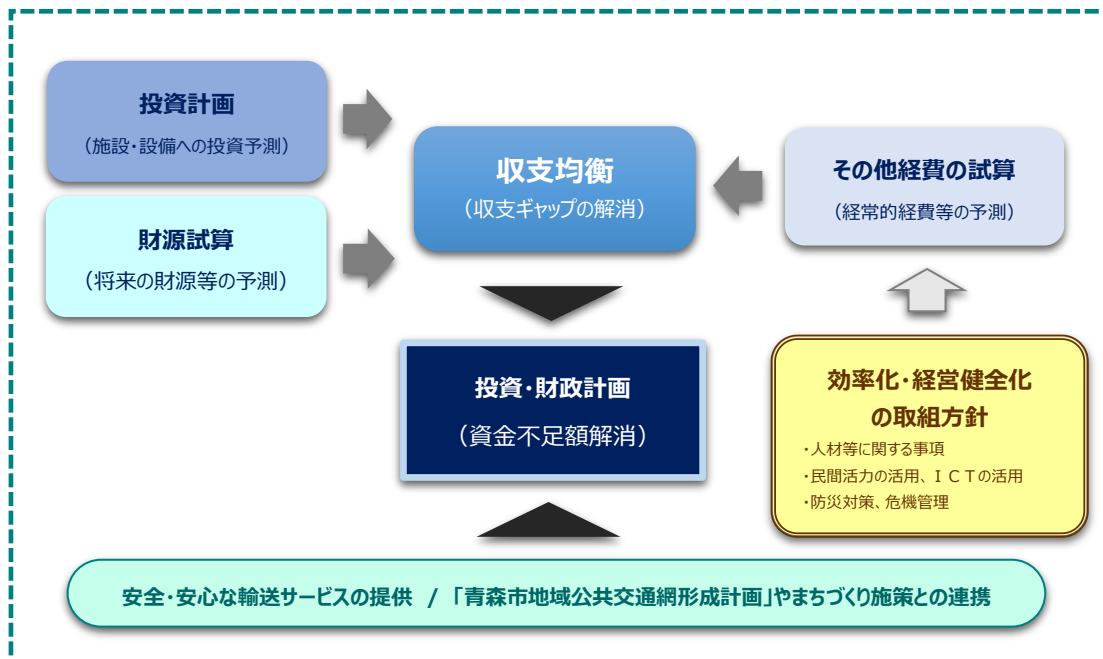 投資計画
（施設・設備への投資予測）
財源試算
（将来の財源等の予測）
収支均衡
（収支ギャップの解消）
その他経費の試算
（経常的経費等の予測）
投資・財政計画
（資金不足額解消）
効率化・経営健全化
の取組方針
・人材等に関する事項
・民間活力の活用、ＩＣＴの活用
・防災対策、危機管理
安全・安心な輸送サービスの提供 / 「青森市地域公共交通網形成計画」やまちづくり施策との連携